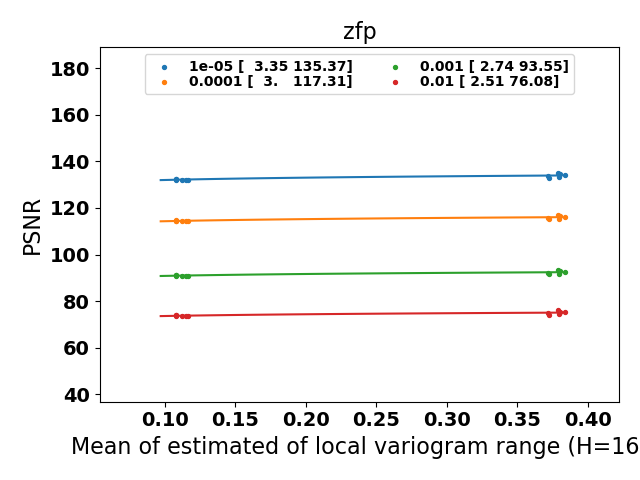 zfp
1e-05 [  3.35 135.37]
0.0001 [  3.   117.31]
0.001 [ 2.74 93.55]
0.01 [ 2.51 76.08]
PSNR
180
160
140
120
100
80
60
40
0.10 0.15 0.20 0.25 0.30 0.35 0.40
Mean of estimated of local variogram range (H=16